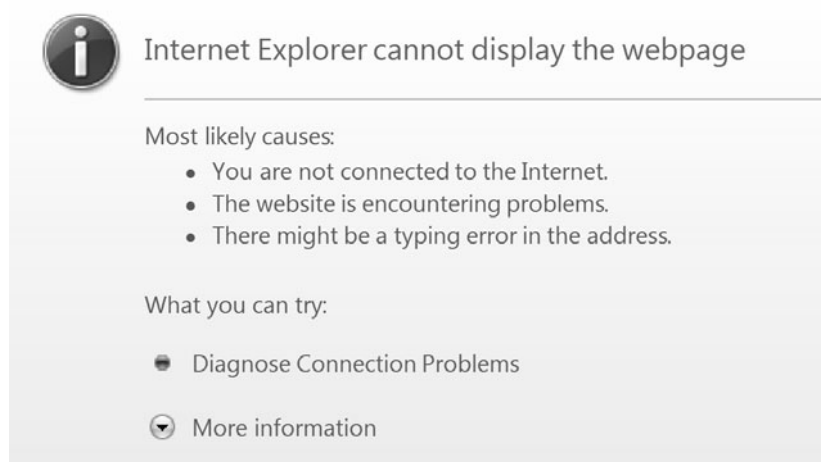 Internet Explorer cannot display the webpage
Most likely causes:
• You are not connected to the Internet.
• The website is encountering problems.
• There might be a typing error in the address.
What you can try:
Diagnose Connection Problems
More information